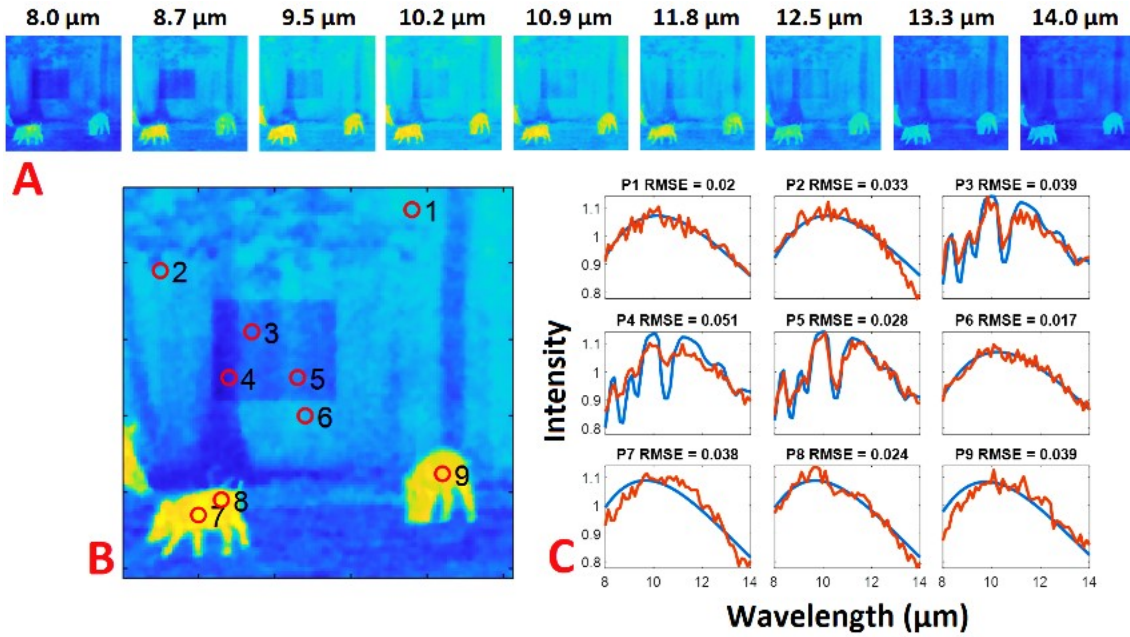 8.0 μm 8.7 μm 9.5 μm 10.2 μm 10.9 μm 11.8 μm 12.5 μm 13.3 μm 14.0 μm
A
B
1
2
3
4
5
6
7
8
9
C
P1 RMSE = 0.02 P2 RMSE = 0.033 P3 RMSE = 0.039
1.1
1
0.9
0.8
P4 RMSE = 0.051 P5 RMSE = 0.028 P6 RMSE = 0.017
1.1
1
0.9
0.8
P7 RMSE = 0.038 P8 RMSE = 0.024 P9 RMSE = 0.039
1.1
1
0.9
0.8
8 10 12 14 8 10 12 14 8 10 12 14
Intensity
Wavelength (μm)